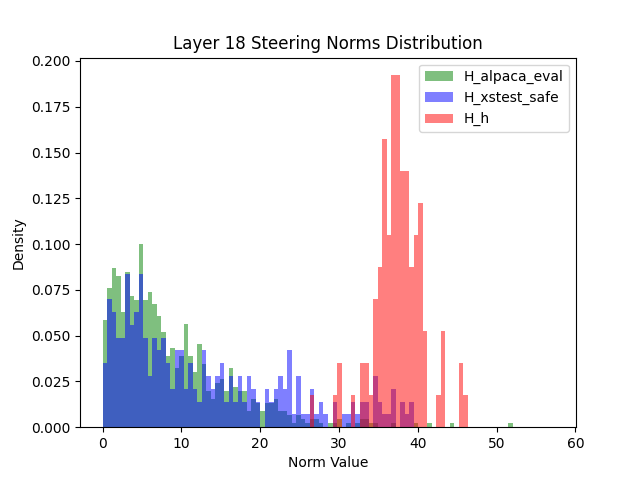 Layer 18 Steering Norms Distribution
H_alpaca_eval
H_xstest_safe
H_h
0.200
0.175
0.150
0.125
0.100
0.075
0.050
0.025
0.000
Density
0 10 20 30 40 50 60
Norm Value